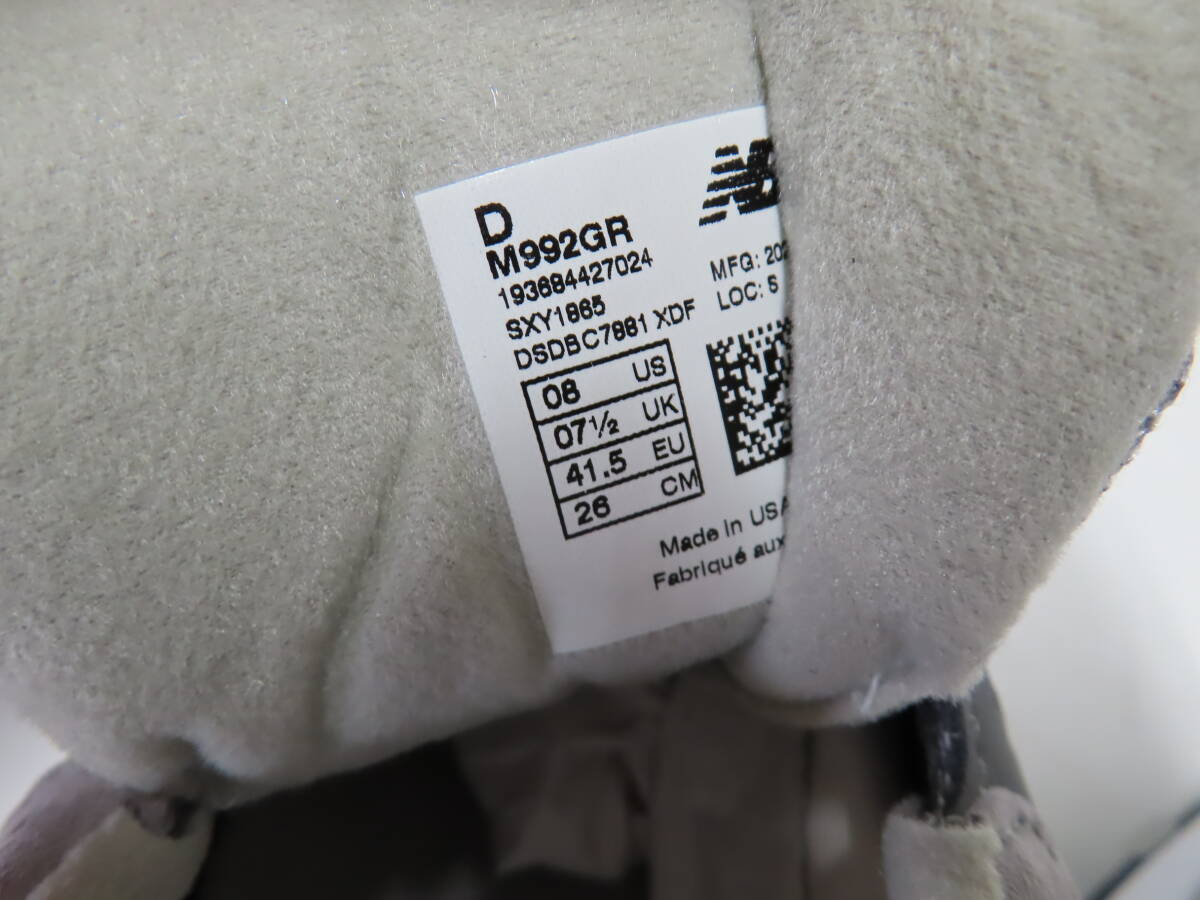 D
M992GR
193684427024
SXY1865
DSDBC7881 XDF
08 US
07½ UK
41.5 EU
26 CM
MFG: 202
LOC: S
Made in USA
Fabriqué aux